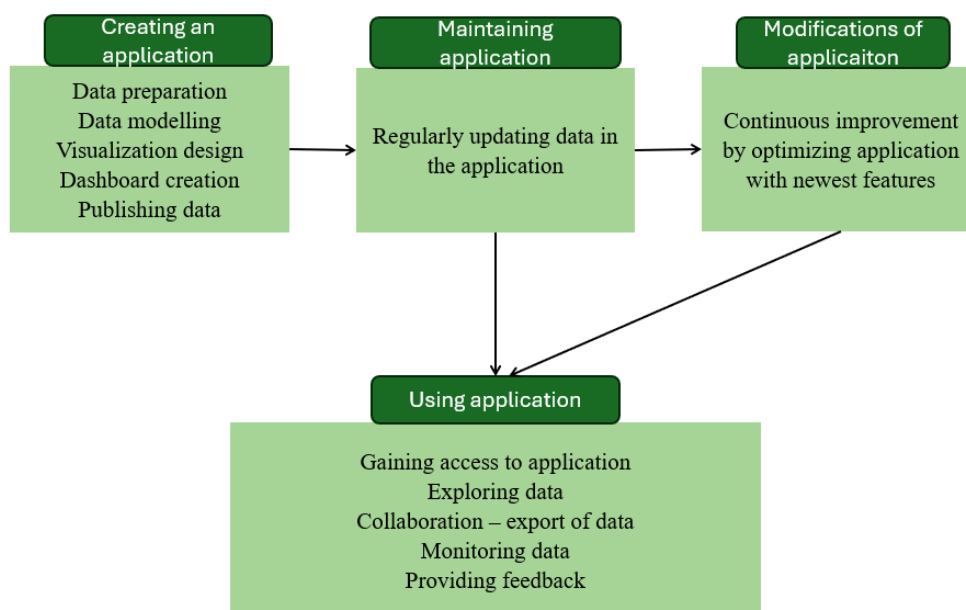 Creating an
application
Data preparation
Data modelling
Visualization design
Dashboard creation
Publishing data
Maintaining
application
Regularly updating data in
the application
Modifications of
applicaiton
Continuous improvement
by optimizing application
with newest features
Using application
Gaining access to application
Exploring data
Collaboration – export of data
Monitoring data
Providing feedback